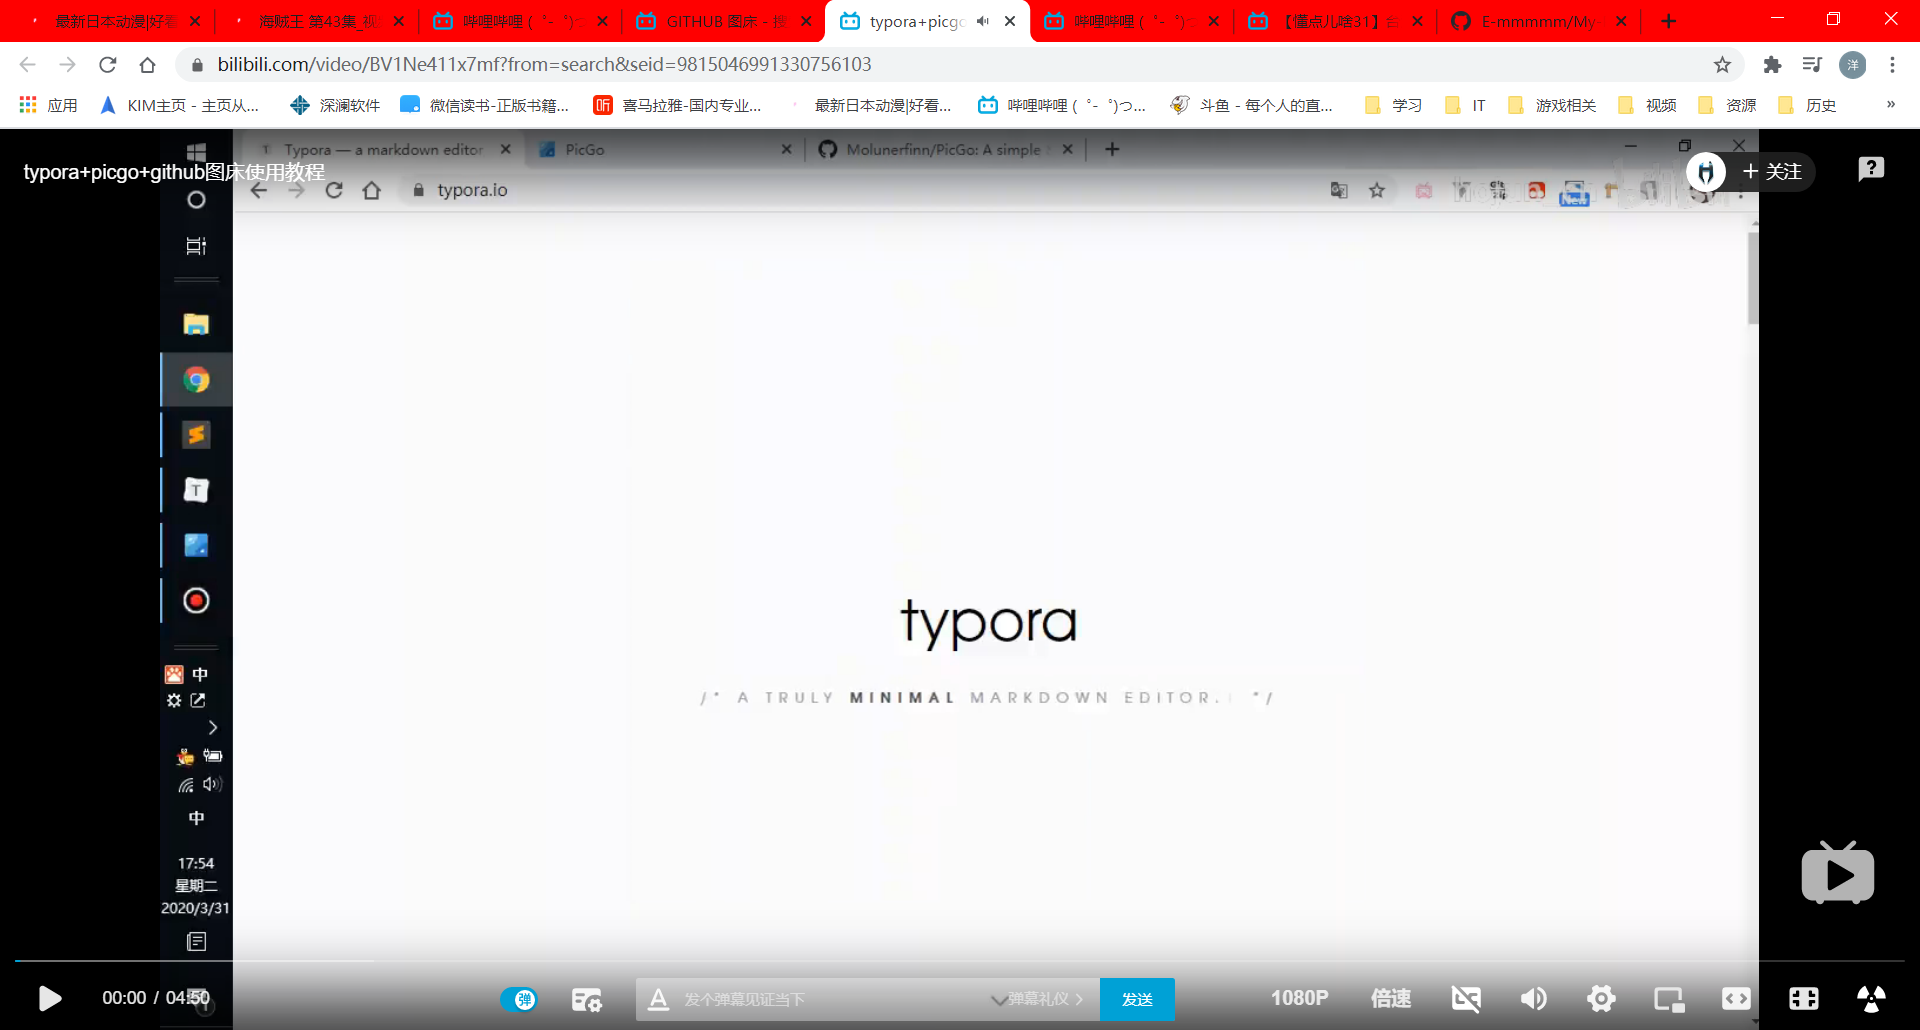 最新日本动漫|好看
海贼王 第43集_视
哔哩哔哩 (゜-゜)つ
GITHUB 图床 - 搜
typora+picgo
哔哩哔哩 (゜-゜)つ
【懂点儿啥31】
E-mmmmm/My-
bilibili.com/video/BV1Ne411x7mf?from=search&seid=9815046991330756103
洋
应用
KIM主页 - 主页从...
深澜软件
微信读书-正版书籍...
听
喜马拉雅-国内专业...
最新日本动漫|好看...
哔哩哔哩 (゜-゜)つ...
斗鱼 - 每个人的直...
学习
IT
游戏相关
视频
资源
历史
»
Typora — a markdown editor
PicGo
Molunerfinn/PicGo: A simple
typora+picgo+github图床使用教程
+ 关注
typora.io
New
T
typora
/* A TRULY MINIMAL MARKDOWN EDITOR. */
中
中
17:54
星期二
2020/3/31
00:00 / 04:50
弹
A
发个弹幕见证当下
弹幕礼仪 >
发送
1080P
倍速